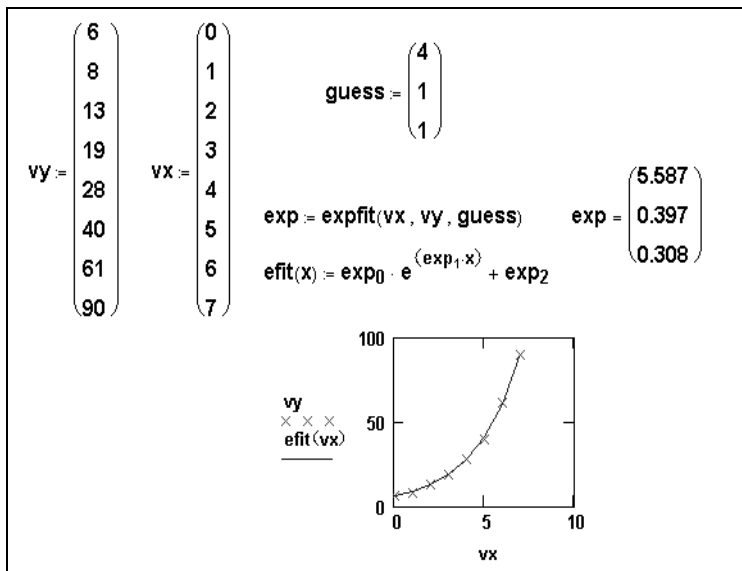 vy := (6 8 13 19 28 40 61 90)
vx := (0 1 2 3 4 5 6 7)
guess := (4 1 1)
exp := expfit(vx , vy , guess)
exp = (5.587 0.397 0.308)
efit(x) := exp₀ · e^(exp₁·x) + exp₂
100
50
0
vy
× × ×
efit(vx)
0 5 10
vx